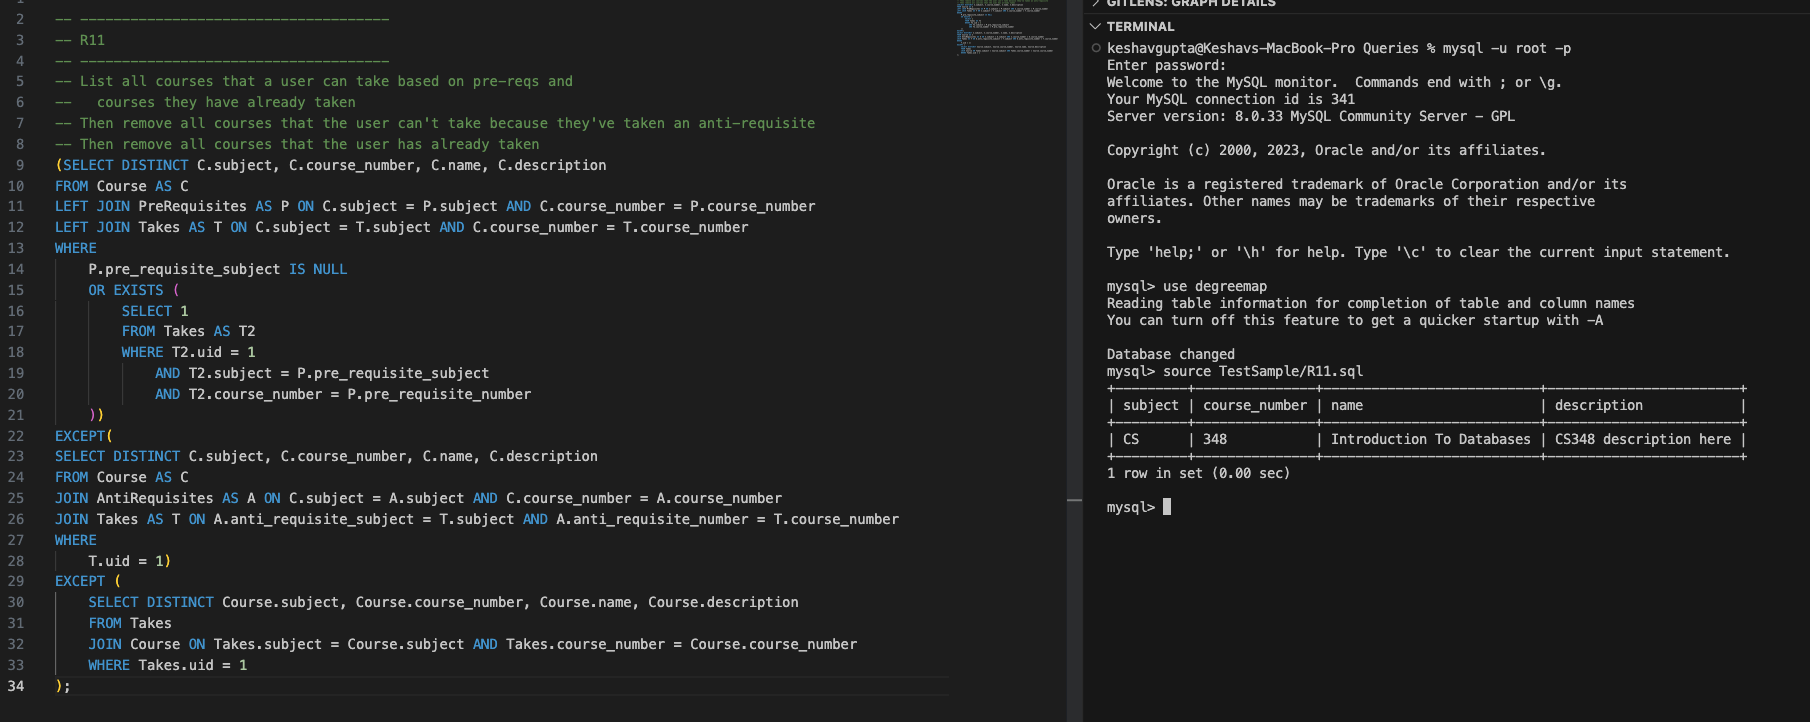 1
2 -- -------------------------------------
3 -- R11
4 -- -------------------------------------
5 -- List all courses that a user can take based on pre-reqs and
6 --   courses they have already taken
7 -- Then remove all courses that the user can't take because they've taken an anti-requisite
8 -- Then remove all courses that the user has already taken
9 (SELECT DISTINCT C.subject, C.course_number, C.name, C.description
10 FROM Course AS C
11 LEFT JOIN PreRequisites AS P ON C.subject = P.subject AND C.course_number = P.course_number
12 LEFT JOIN Takes AS T ON C.subject = T.subject AND C.course_number = T.course_number
13 WHERE
14     P.pre_requisite_subject IS NULL
15     OR EXISTS (
16         SELECT 1
17         FROM Takes AS T2
18         WHERE T2.uid = 1
19             AND T2.subject = P.pre_requisite_subject
20             AND T2.course_number = P.pre_requisite_number
21     ))
22 EXCEPT(
23 SELECT DISTINCT C.subject, C.course_number, C.name, C.description
24 FROM Course AS C
25 JOIN AntiRequisites AS A ON C.subject = A.subject AND C.course_number = A.course_number
26 JOIN Takes AS T ON A.anti_requisite_subject = T.subject AND A.anti_requisite_number = T.course_number
27 WHERE
28     T.uid = 1)
29 EXCEPT (
30     SELECT DISTINCT Course.subject, Course.course_number, Course.name, Course.description
31     FROM Takes
32     JOIN Course ON Takes.subject = Course.subject AND Takes.course_number = Course.course_number
33     WHERE Takes.uid = 1
34 );
GITLENS: GRAPH DETAILS
TERMINAL
keshavgupta@Keshavs-MacBook-Pro Queries % mysql -u root -p
Enter password:
Welcome to the MySQL monitor.  Commands end with ; or \g.
Your MySQL connection id is 341
Server version: 8.0.33 MySQL Community Server - GPL
Copyright (c) 2000, 2023, Oracle and/or its affiliates.
Oracle is a registered trademark of Oracle Corporation and/or its
affiliates. Other names may be trademarks of their respective
owners.
Type 'help;' or '\h' for help. Type '\c' to clear the current input statement.
mysql> use degreemap
Reading table information for completion of table and column names
You can turn off this feature to get a quicker startup with -A
Database changed
mysql> source TestSample/R11.sql
+---------+---------------+---------------------------+------------------------+
| subject | course_number | name                      | description            |
+---------+---------------+---------------------------+------------------------+
| CS      | 348           | Introduction To Databases | CS348 description here |
+---------+---------------+---------------------------+------------------------+
1 row in set (0.00 sec)
mysql>